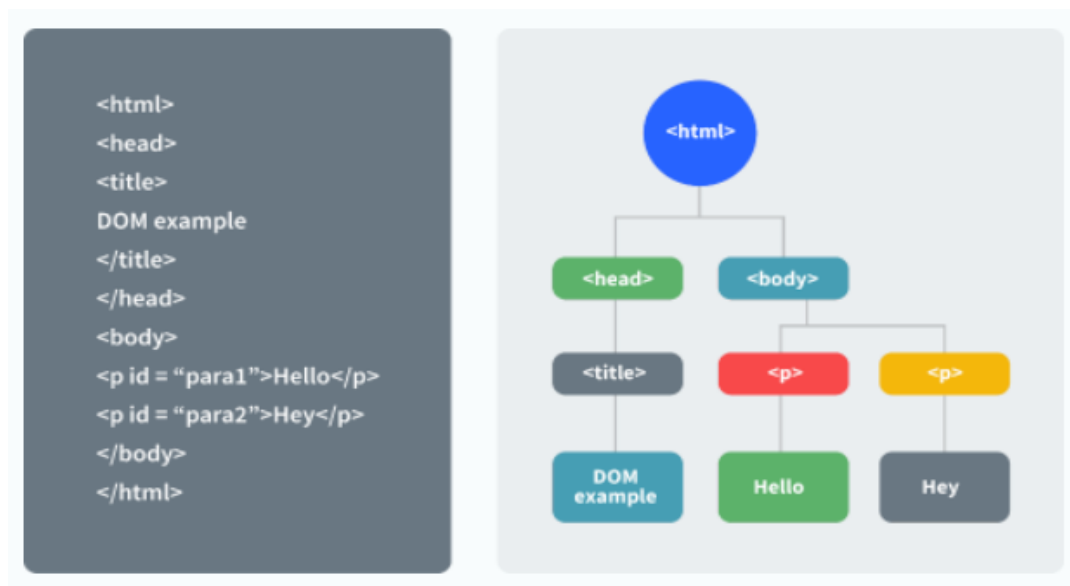 <html>
<head>
<title>
DOM example
</title>
</head>
<body>
<p id = “para1”>Hello</p>
<p id = “para2”>Hey</p>
</body>
</html>
<html>
<head>
<body>
<title>
<p>
<p>
DOM
example
Hello
Hey